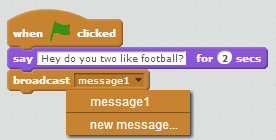 when clicked
say Hey do you two like football? for 2 secs
broadcast message1
message1
new message...